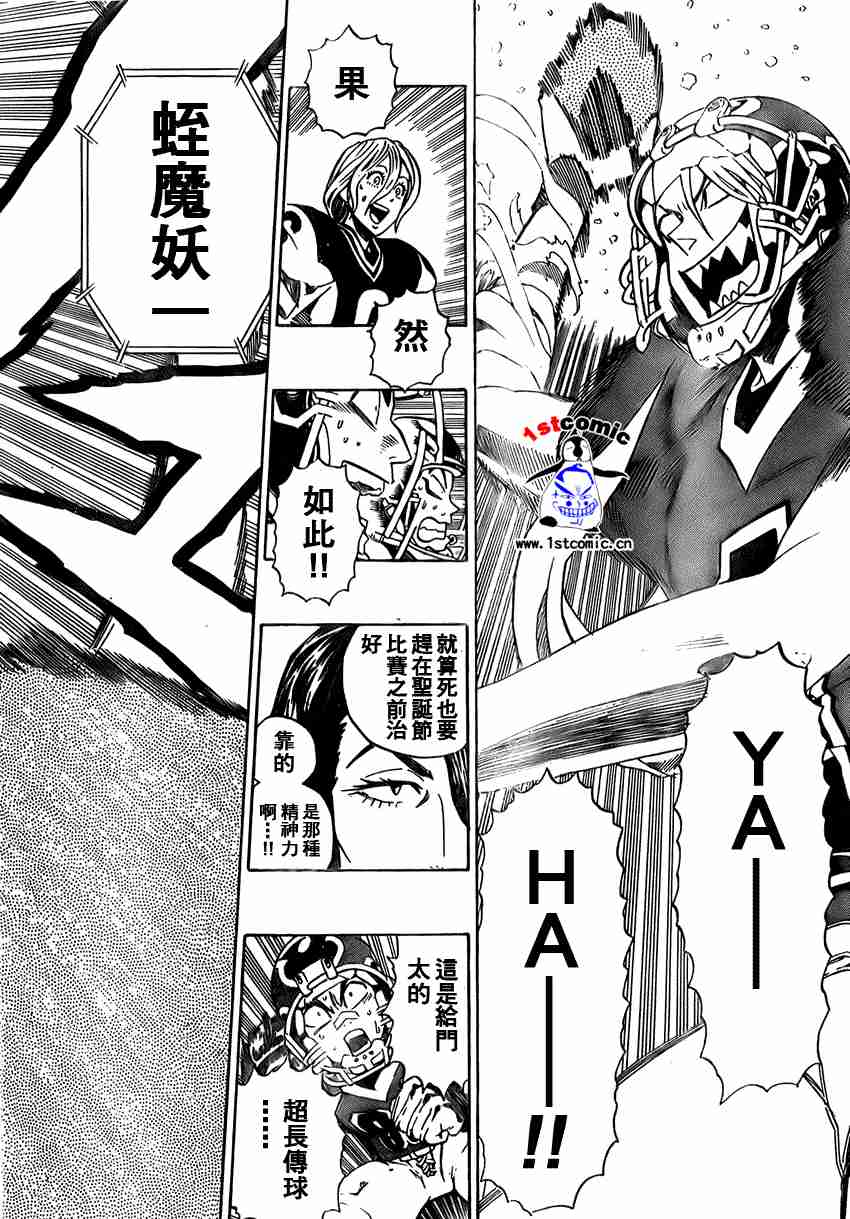 YA—
HA—!!
1stcomic
www.1stcomic.cn
果
然
如此!!
就算死也要
趕在聖誕節
比賽之前治
好
靠的
是那種
精神力
啊……!!
這是給門
太的
超長傳球
……
蛭魔妖一